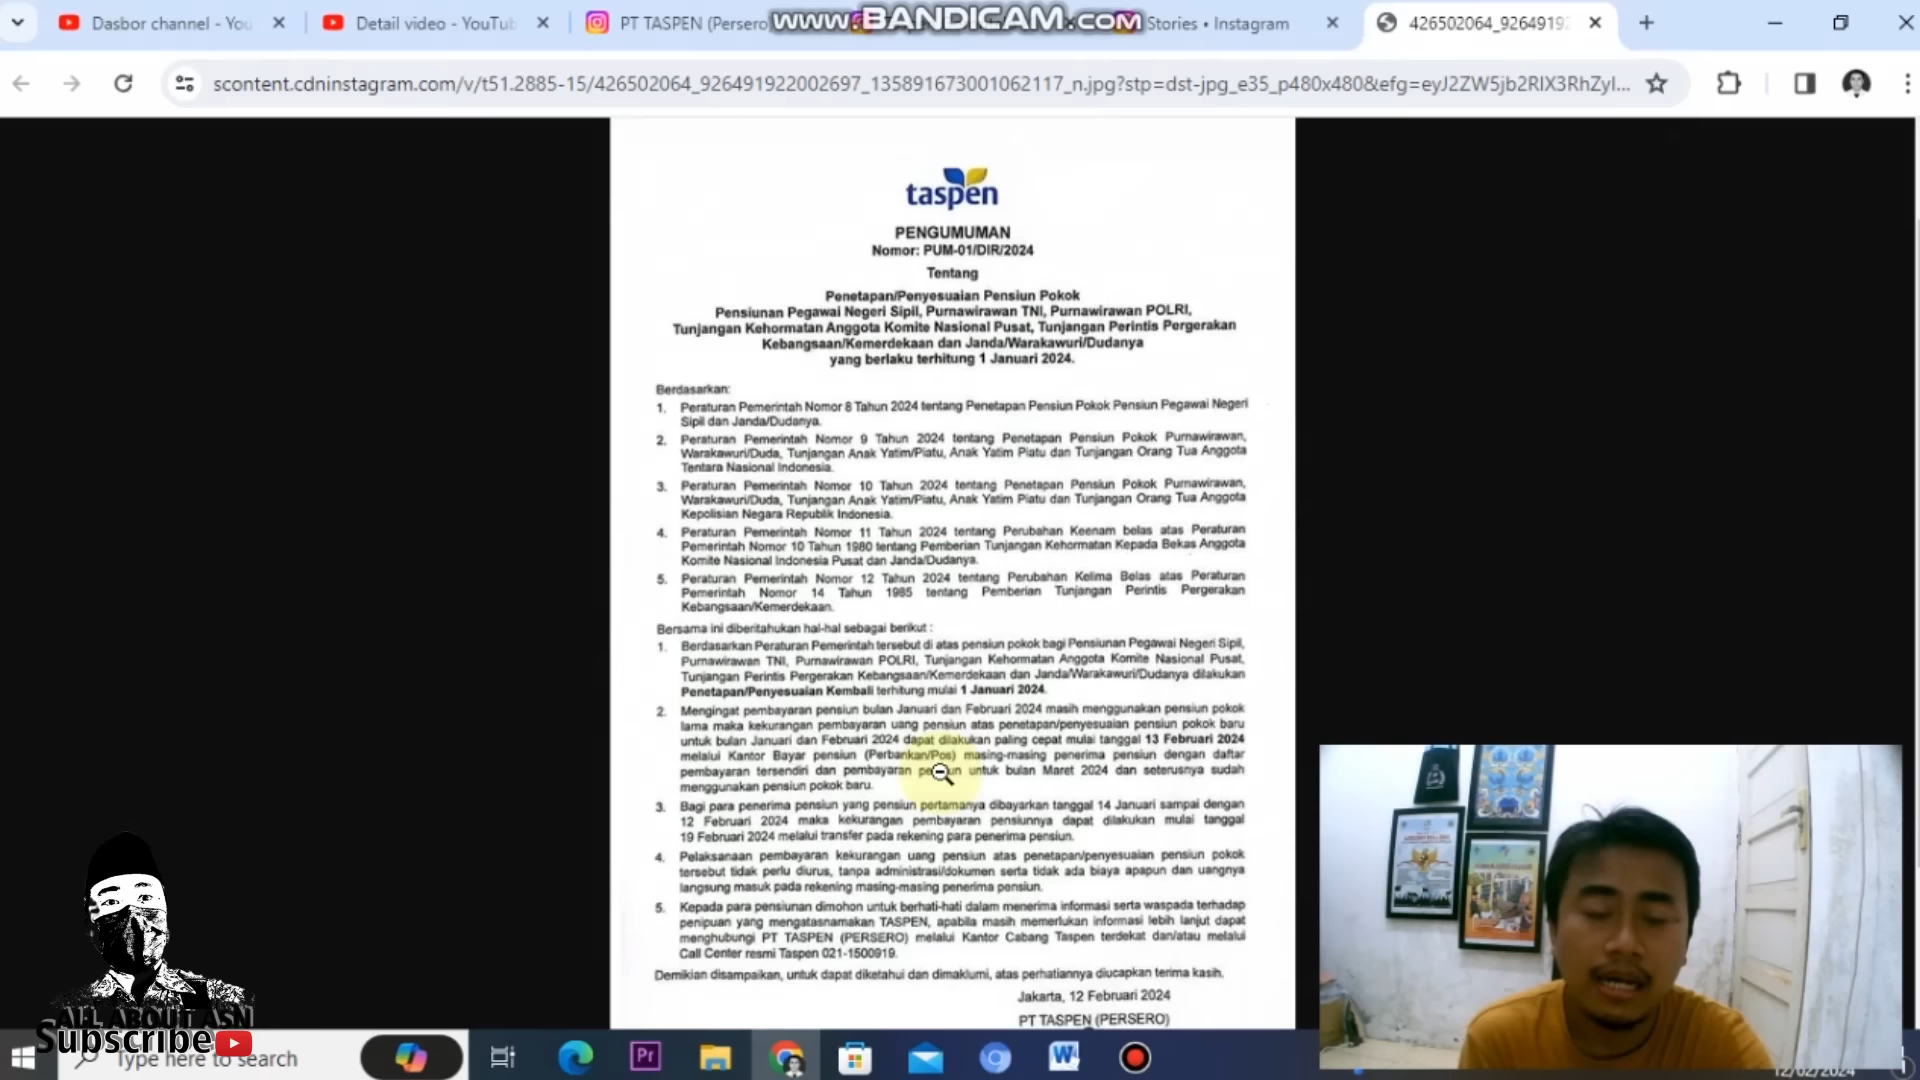 Dasbor channel - You
Detail video - YouTub
PT TASPEN (Persero)
Stories • Instagram
426502064_92649192
www.BANDICAM.com
scontent.cdninstagram.com/v/t51.2885-15/426502064_926491922002697_1358916730010621​17_n.jpg?stp=dst-jpg_e35_p480x480&efg=eyJ2ZW5jb2RlX3RhZyI...
taspen
PENGUMUMAN
Nomor: PUM-01/DIR/2024
Tentang
Penetapan/Penyesuaian Pensiun Pokok
Pensiunan Pegawai Negeri Sipil, Purnawirawan TNI, Purnawirawan POLRI,
Tunjangan Kehormatan Anggota Komite Nasional Pusat, Tunjangan Perintis Pergerakan
Kebangsaan/Kemerdekaan dan Janda/Warakawuri/Dudanya
yang berlaku terhitung 1 Januari 2024.
Berdasarkan:
1. Peraturan Pemerintah Nomor 8 Tahun 2024 tentang Penetapan Pensiun Pokok Pensiun Pegawai Negeri
Sipil dan Janda/Dudanya.
2. Peraturan Pemerintah Nomor 9 Tahun 2024 tentang Penetapan Pensiun Pokok Purnawirawan,
Warakawuri/Duda, Tunjangan Anak Yatim/Piatu, Anak Yatim Piatu dan Tunjangan Orang Tua Anggota
Tentara Nasional Indonesia.
3. Peraturan Pemerintah Nomor 10 Tahun 2024 tentang Penetapan Pensiun Pokok Purnawirawan,
Warakawuri/Duda, Tunjangan Anak Yatim/Piatu, Anak Yatim Piatu dan Tunjangan Orang Tua Anggota
Kepolisian Negara Republik Indonesia.
4. Peraturan Pemerintah Nomor 11 Tahun 2024 tentang Perubahan Keenam belas atas Peraturan
Pemerintah Nomor 10 Tahun 1980 tentang Pemberian Tunjangan Kehormatan Kepada Bekas Anggota
Komite Nasional Indonesia Pusat dan Janda/Dudanya.
5. Peraturan Pemerintah Nomor 12 Tahun 2024 tentang Perubahan Kelima Belas atas Peraturan
Pemerintah Nomor 14 Tahun 1985 tentang Pemberian Tunjangan Perintis Pergerakan
Kebangsaan/Kemerdekaan.
Bersama ini diberitahukan hal-hal sebagai berikut :
1. Berdasarkan Peraturan Pemerintah tersebut di atas pensiun pokok bagi Pensiunan Pegawai Negeri Sipil,
Purnawirawan TNI, Purnawirawan POLRI, Tunjangan Kehormatan Anggota Komite Nasional Pusat,
Tunjangan Perintis Pergerakan Kebangsaan/Kemerdekaan dan Janda/Warakawuri/Dudanya dilakukan
Penetapan/Penyesuaian Kembali terhitung mulai 1 Januari 2024.
2. Mengingat pembayaran pensiun bulan Januari dan Februari 2024 masih menggunakan pensiun pokok
lama maka kekurangan pembayaran uang pensiun atas penetapan/penyesuaian pensiun pokok baru
untuk bulan Januari dan Februari 2024 dapat dilakukan paling cepat mulai tanggal 13 Februari 2024
melalui Kantor Bayar pensiun (Perbankan/Pos) masing-masing penerima pensiun dengan daftar
pembayaran tersendiri dan pembayaran pensiun untuk bulan Maret 2024 dan seterusnya sudah
menggunakan pensiun pokok baru.
3. Bagi para penerima pensiun yang pensiun pertamanya dibayarkan tanggal 14 Januari sampai dengan
12 Februari 2024 maka kekurangan pembayaran pensiunnya dapat dilakukan mulai tanggal
19 Februari 2024 melalui transfer pada rekening para penerima pensiun.
4. Pelaksanaan pembayaran kekurangan uang pensiun atas penetapan/penyesuaian pensiun pokok
tersebut tidak perlu diurus, tanpa administrasi/dokumen serta tidak ada biaya apapun dan uangnya
langsung masuk pada rekening masing-masing penerima pensiun.
5. Kepada para pensiunan dimohon untuk berhati-hati dalam menerima informasi serta waspada terhadap
penipuan yang mengatasnamakan TASPEN, apabila masih memerlukan informasi lebih lanjut dapat
menghubungi PT TASPEN (PERSERO) melalui Kantor Cabang Taspen terdekat dan/atau melalui
Call Center resmi Taspen 021-1500919.
Demikian disampaikan, untuk dapat diketahui dan dimaklumi, atas perhatiannya diucapkan terima kasih.
Jakarta, 12 Februari 2024
PT TASPEN (PERSERO)
ALL ABOUT ASN
Subscribe
Type here to search
Pr
W
12/02/2024